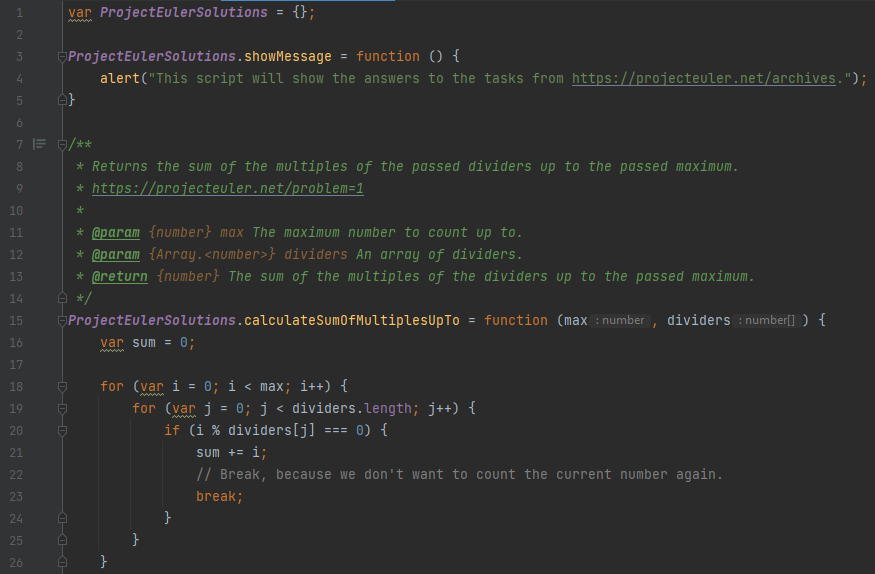 1 var ProjectEulerSolutions = {};
2
3 ProjectEulerSolutions.showMessage = function () {
4     alert("This script will show the answers to the tasks from https://projecteuler.net/archives.");
5 }
6
7 /**
8  * Returns the sum of the multiples of the passed dividers up to the passed maximum.
9  * https://projecteuler.net/problem=1
10  *
11  * @param {number} max The maximum number to count up to.
12  * @param {Array.<number>} dividers An array of dividers.
13  * @return {number} The sum of the multiples of the dividers up to the passed maximum.
14  */
15 ProjectEulerSolutions.calculateSumOfMultiplesUpTo = function (max : number , dividers : number[] ) {
16     var sum = 0;
17
18     for (var i = 0; i < max; i++) {
19         for (var j = 0; j < dividers.length; j++) {
20             if (i % dividers[j] === 0) {
21                 sum += i;
22                 // Break, because we don't want to count the current number again.
23                 break;
24             }
25         }
26     }